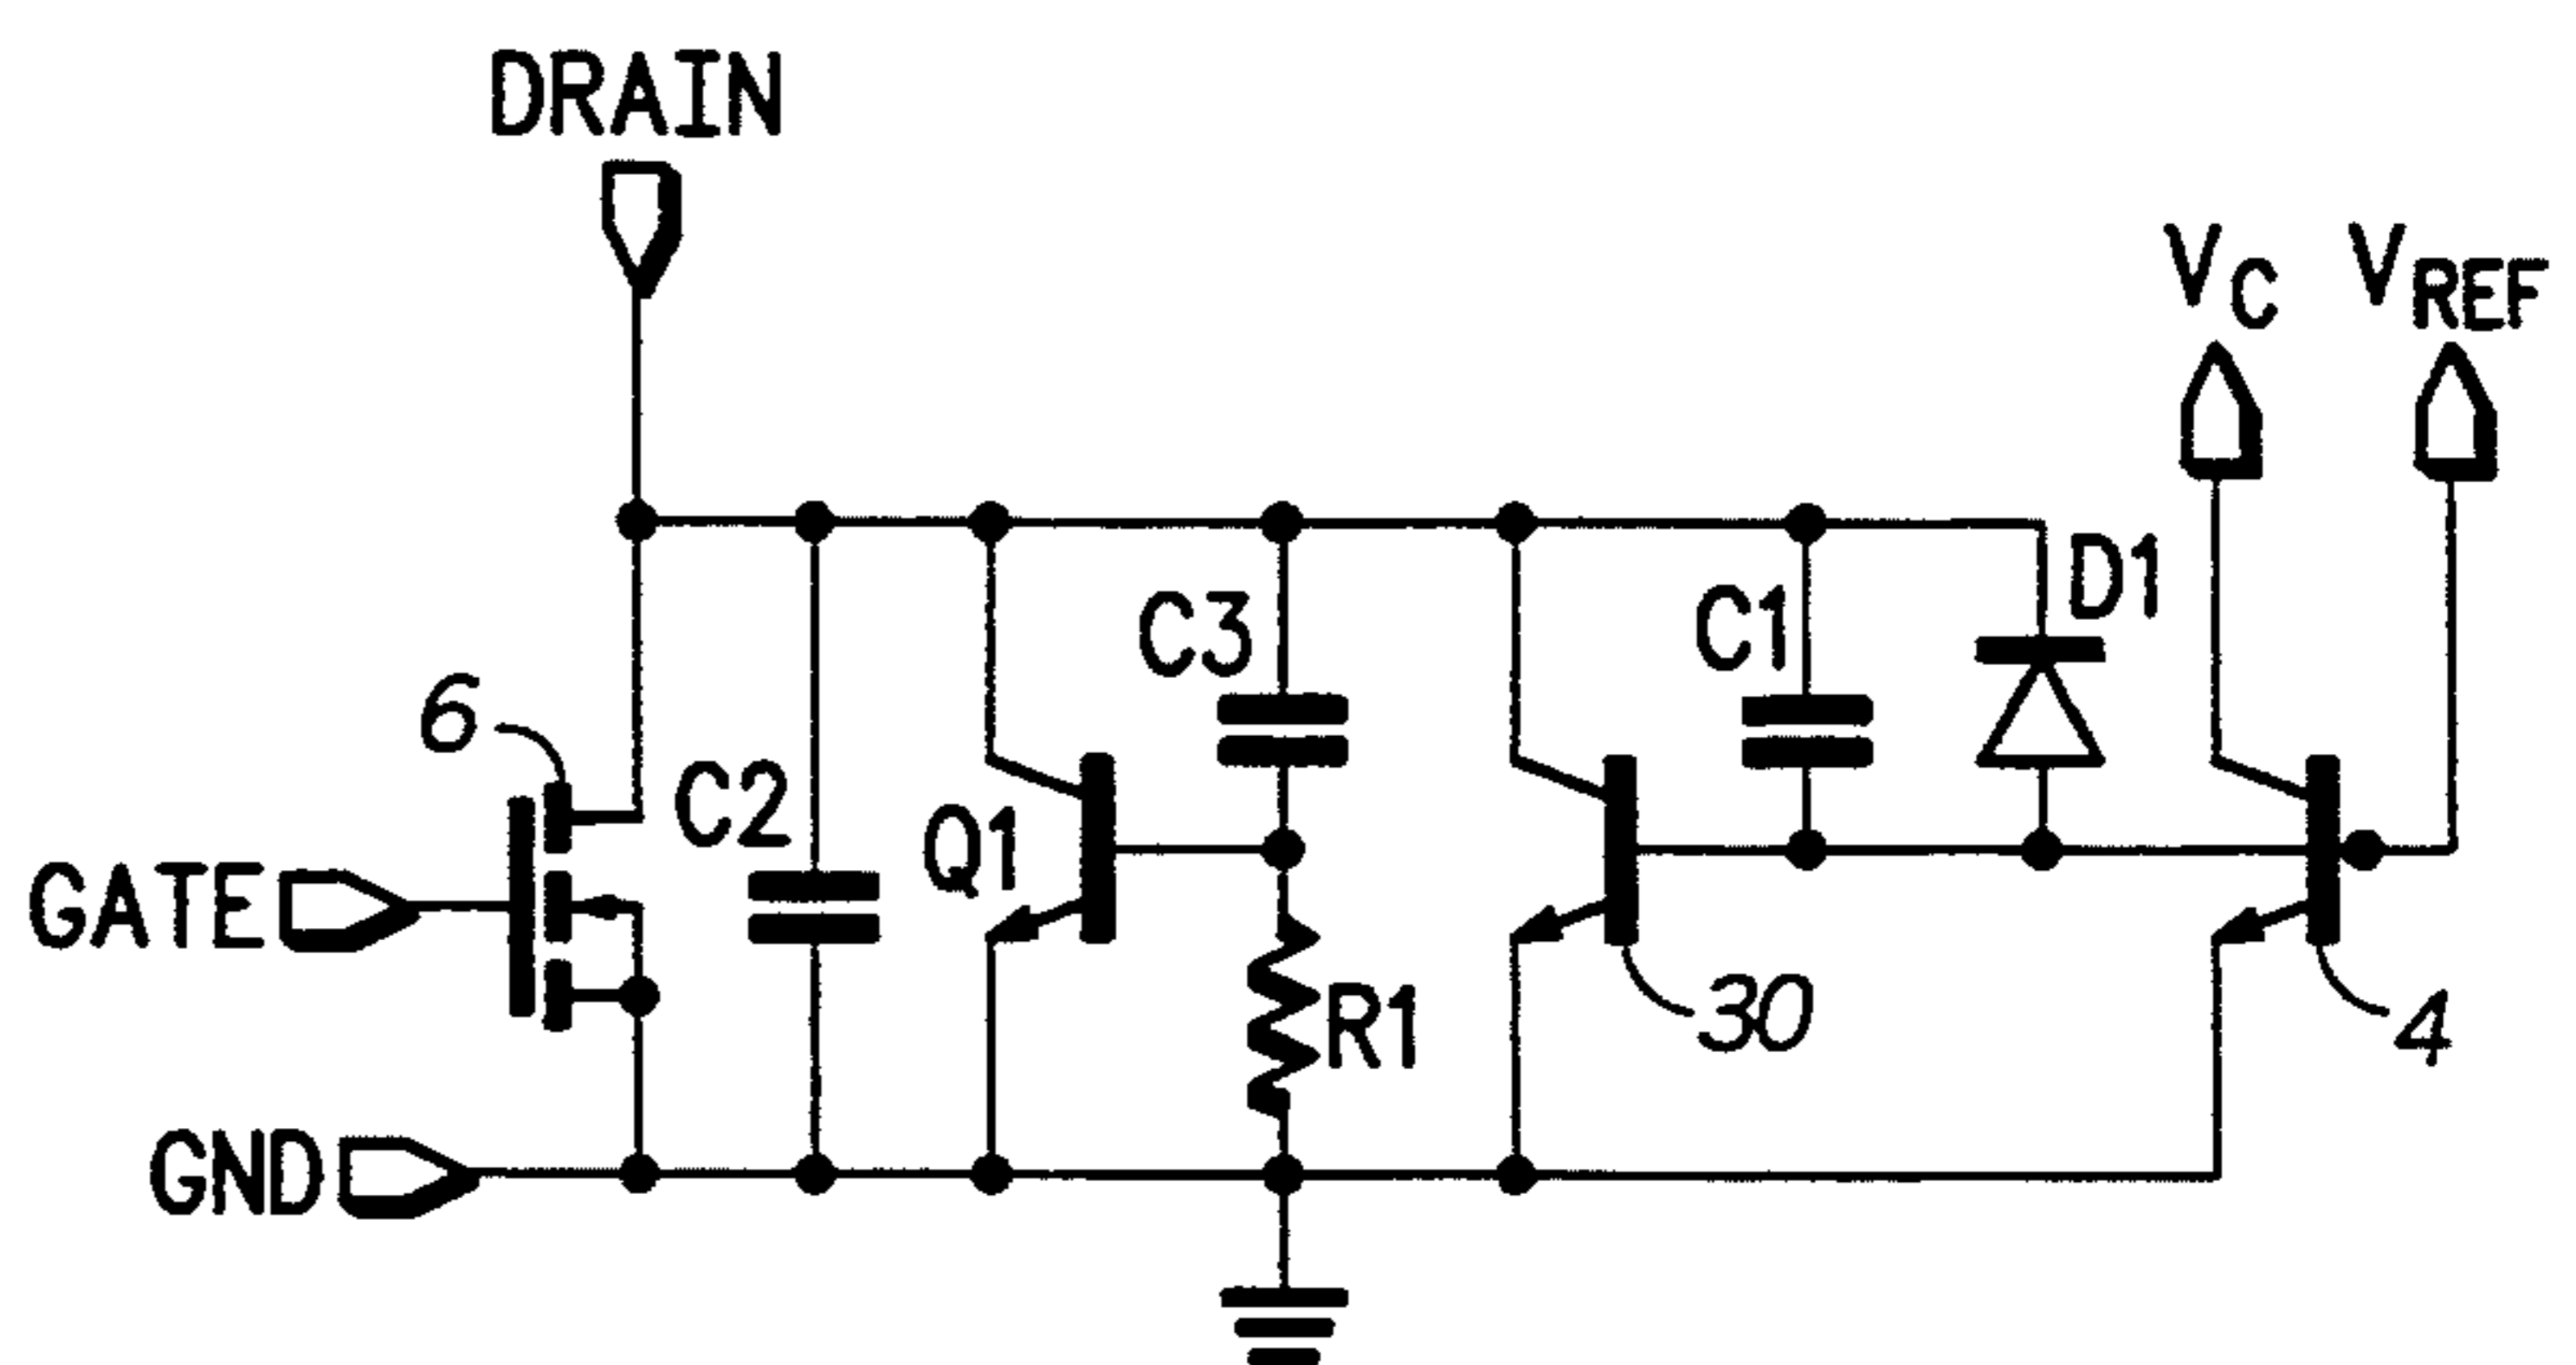 DRAIN
VC VREF
D1
C3 C1
6
C2
Q1
GATE
R1 30 4
GND